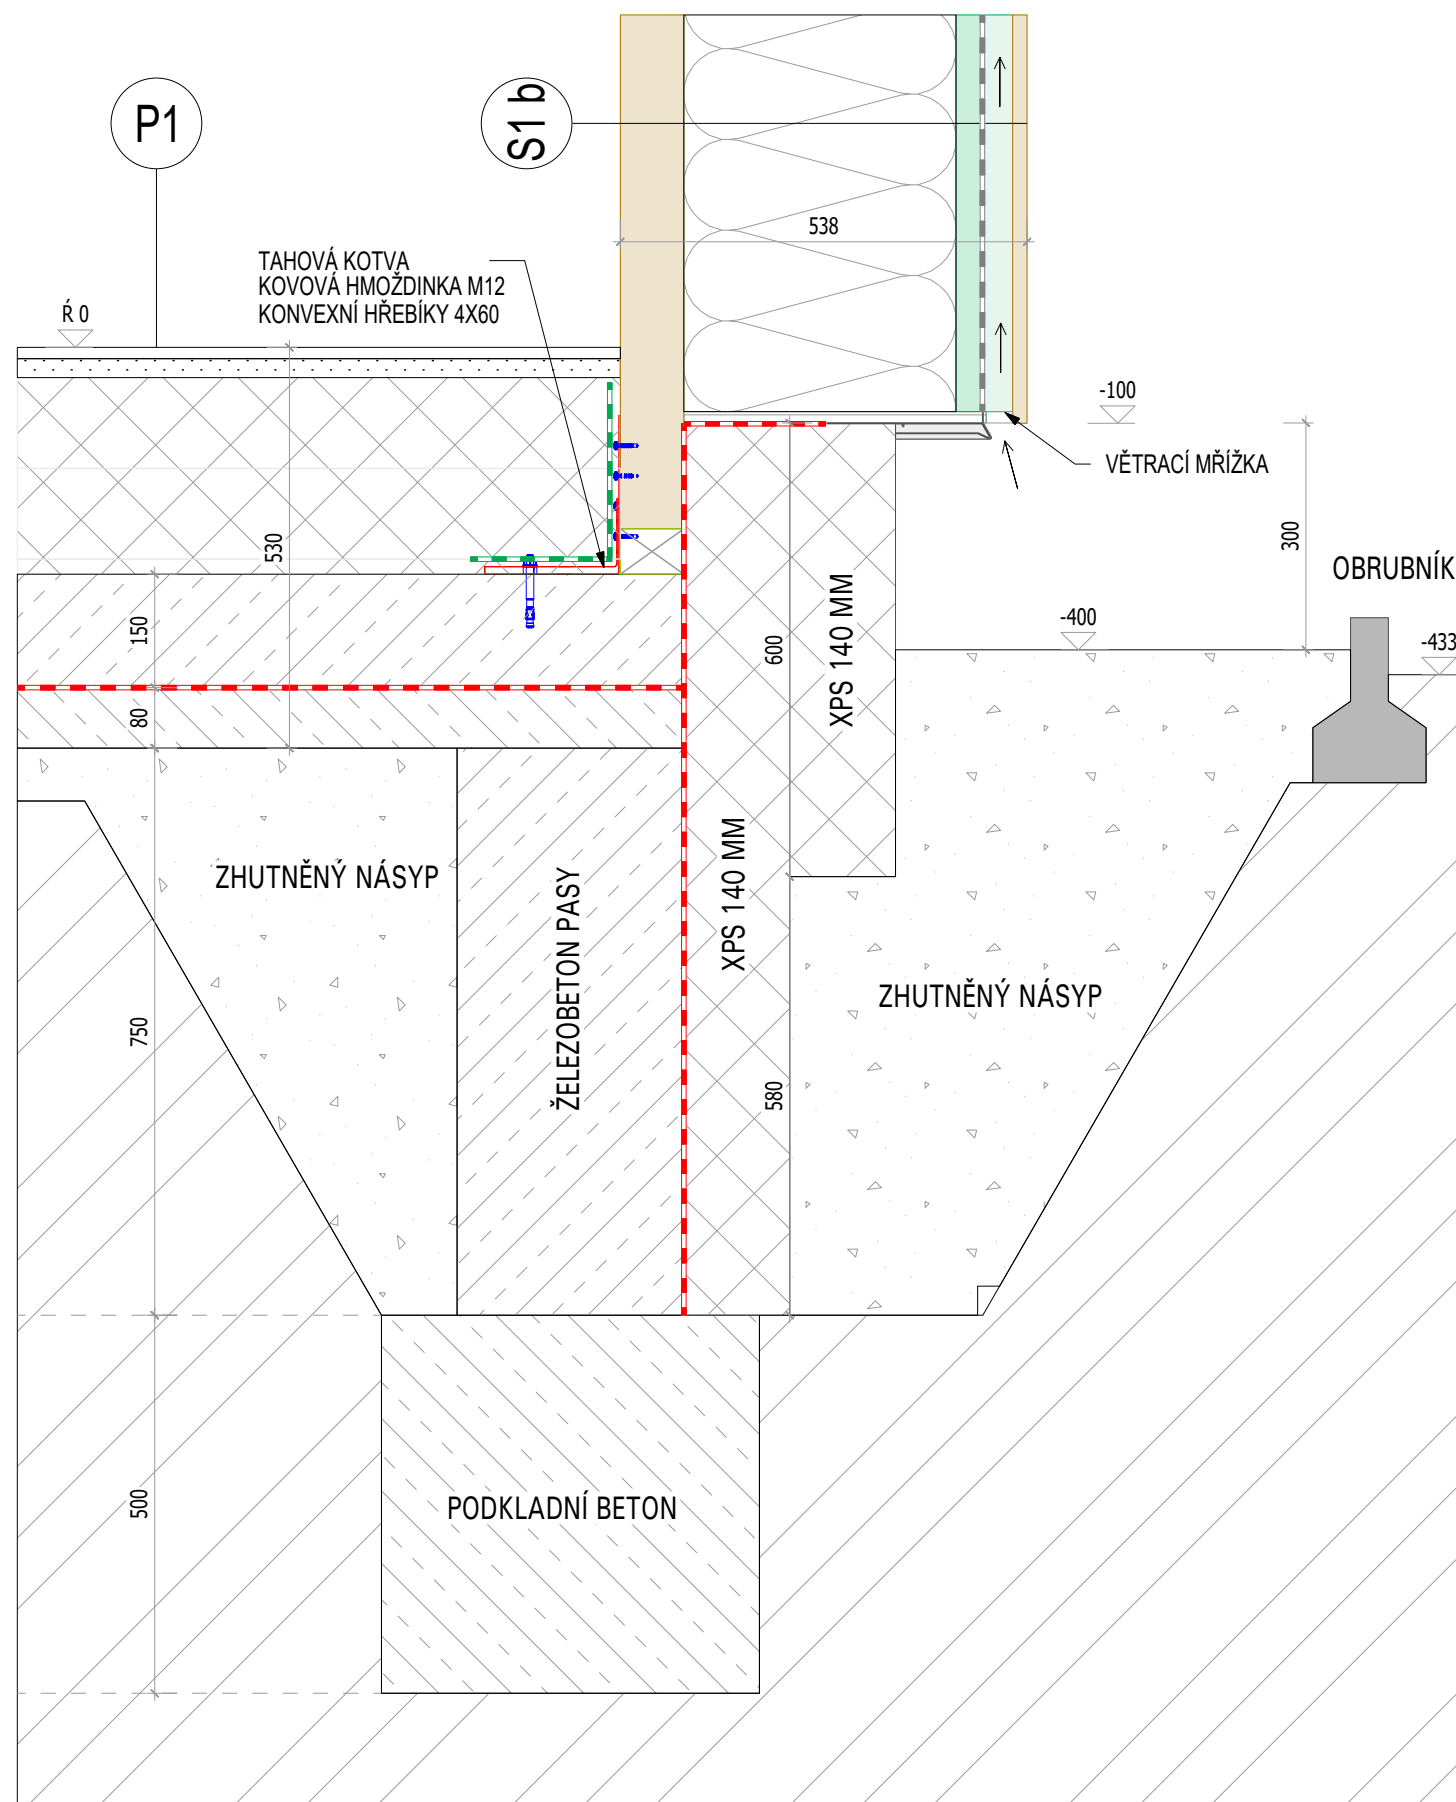 P1
S1 b
538
TAHOVÁ KOTVA
KOVOVÁ HMOŽDINKA M12
KONVEXNÍ HŘEBÍKY 4X60
Ŕ 0
-100
VĚTRACÍ MŘÍŽKA
530
300
OBRUBNÍK
150
600
XPS 140 MM
-400
-433
80
ZHUTNĚNÝ NÁSYP
ŽELEZOBETON PASY
XPS 140 MM
ZHUTNĚNÝ NÁSYP
750
580
500
PODKLADNÍ BETON